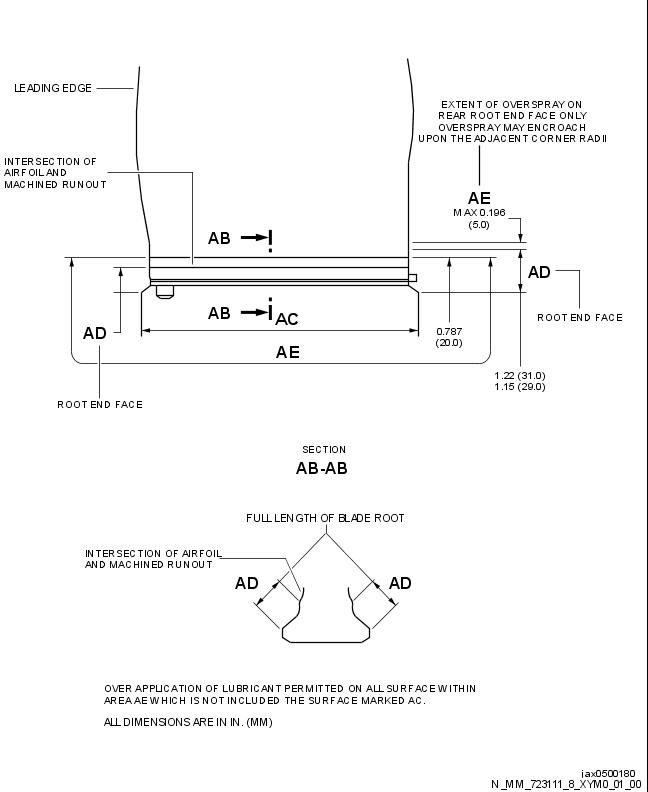 LEADING EDGE
EXTENT OF OVERSPRAY ON
REAR ROOT END FACE ONLY
OVERSPRAY MAY ENCROACH
UPON THE ADJACENT CORNER RADII
INTERSECTION OF
AIRFOIL AND
MACHINED RUNOUT
AE
MAX 0.196
(5.0)
AB
AD
ROOT END FACE
AB
AC
AD
0.787
(20.0)
AE
1.22 (31.0)
1.15 (29.0)
ROOT END FACE
SECTION
AB-AB
FULL LENGTH OF BLADE ROOT
INTERSECTION OF AIRFOIL
AND MACHINED RUNOUT
AD
AD
OVER APPLICATION OF LUBRICANT PERMITTED ON ALL SURFACE WITHIN
AREA AE WHICH IS NOT INCLUDED THE SURFACE MARKED AC.
ALL DIMENSIONS ARE IN IN. (MM)
jax0500180
N_MM_723111_8_XYM0_01_00